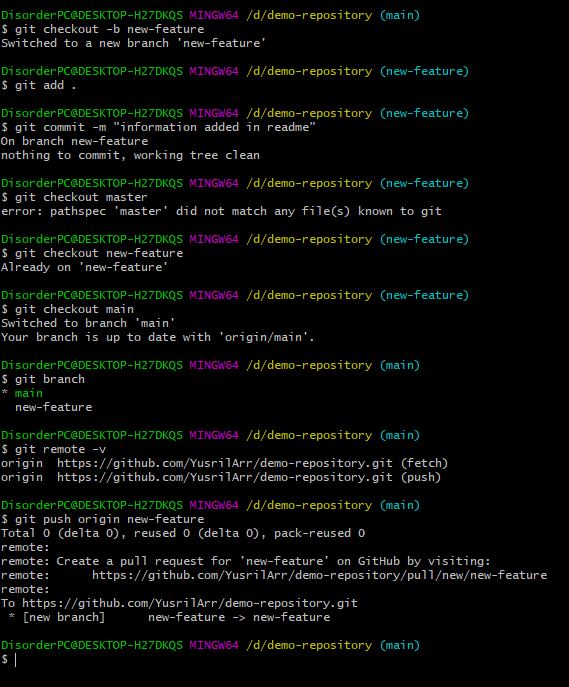 DisorderPC@DESKTOP-H27DKQS MINGW64 /d/demo-repository (main)
$ git checkout -b new-feature
Switched to a new branch 'new-feature'
DisorderPC@DESKTOP-H27DKQS MINGW64 /d/demo-repository (new-feature)
$ git add .
DisorderPC@DESKTOP-H27DKQS MINGW64 /d/demo-repository (new-feature)
$ git commit -m "information added in readme"
On branch new-feature
nothing to commit, working tree clean
DisorderPC@DESKTOP-H27DKQS MINGW64 /d/demo-repository (new-feature)
$ git checkout master
error: pathspec 'master' did not match any file(s) known to git
DisorderPC@DESKTOP-H27DKQS MINGW64 /d/demo-repository (new-feature)
$ git checkout new-feature
Already on 'new-feature'
DisorderPC@DESKTOP-H27DKQS MINGW64 /d/demo-repository (new-feature)
$ git checkout main
Switched to branch 'main'
Your branch is up to date with 'origin/main'.
DisorderPC@DESKTOP-H27DKQS MINGW64 /d/demo-repository (main)
$ git branch
* main
  new-feature
DisorderPC@DESKTOP-H27DKQS MINGW64 /d/demo-repository (main)
$ git remote -v
origin  https://github.com/YusrilArr/demo-repository.git (fetch)
origin  https://github.com/YusrilArr/demo-repository.git (push)
DisorderPC@DESKTOP-H27DKQS MINGW64 /d/demo-repository (main)
$ git push origin new-feature
Total 0 (delta 0), reused 0 (delta 0), pack-reused 0
remote:
remote: Create a pull request for 'new-feature' on GitHub by visiting:
remote:      https://github.com/YusrilArr/demo-repository/pull/new/new-feature
remote:
To https://github.com/YusrilArr/demo-repository.git
 * [new branch]      new-feature -> new-feature
DisorderPC@DESKTOP-H27DKQS MINGW64 /d/demo-repository (main)
$